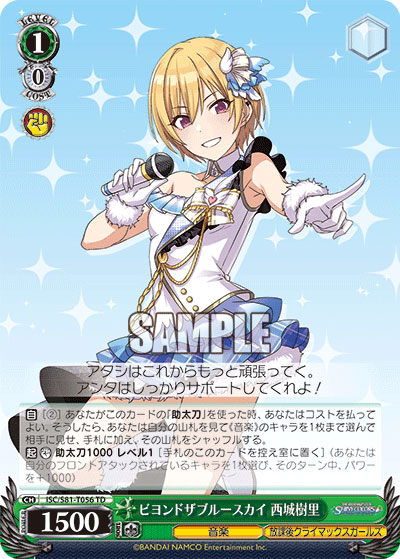 LEVEL
1
0
COST
SAMPLE
アタシはこれからもっと頑張ってく。
アンタはしっかりサポートしてくれよ！
自 [②] あなたがこのカードの「助太刀」を使った時、あなたはコストを払って
よい。そうしたら、あなたは自分の山札を見て《音楽》のキャラを1枚まで選んで
相手に見せ、手札に加え、その山札をシャッフルする。
起 助太刀1000 レベル1 [手札のこのカードを控え室に置く] (あなたは
自分のフロントアタックされているキャラを1枚選び、そのターン中、パワー
を+1000)
CH ISC/S81-T056 TD
ビヨンドザブルースカイ 西城樹里
1500
音楽
放課後クライマックスガールズ
SHINY COLORS
©BANDAI NAMCO Entertainment Inc.